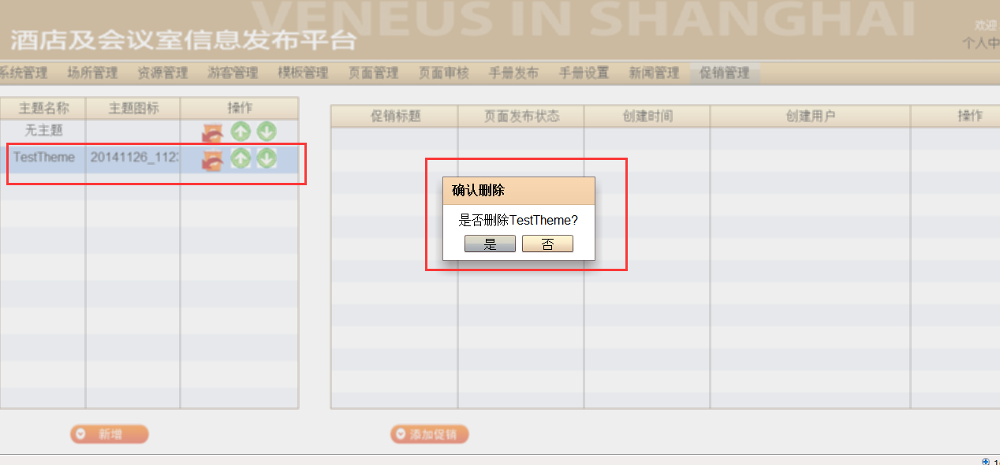 VENEUS IN SHANGHAI
酒店及会议室信息发布平台
欢迎
个人中
系统管理 场所管理 资源管理 游客管理 模板管理 页面管理 页面审核 手册发布 手册设置 新闻管理 促销管理
主题名称 主题图标 操作
促销标题 页面发布状态 创建时间 创建用户 操作
无主题
TestTheme 20141126_112
确认删除
是否删除TestTheme?
是 否
新增 添加促销